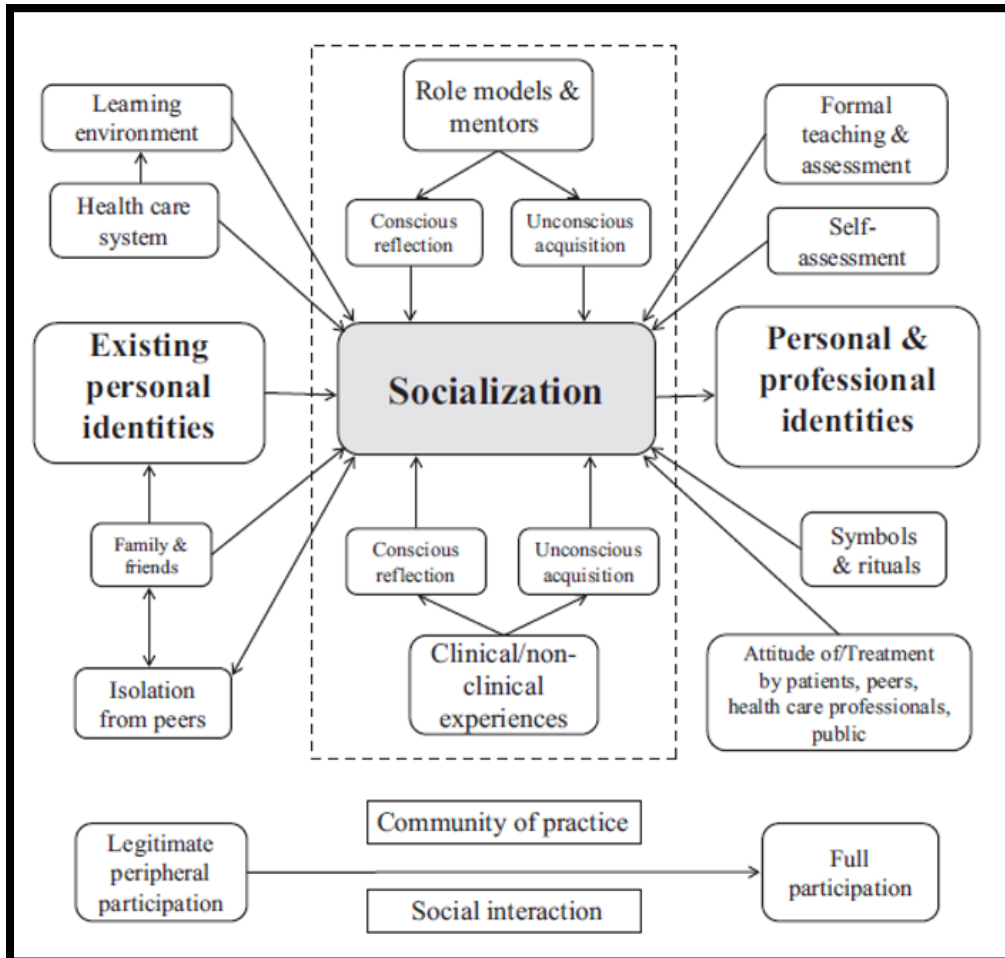 Learning
environment
Health care
system
Role models &
mentors
Conscious
reflection
Unconscious
acquisition
Formal
teaching &
assessment
Self-
assessment
Existing
personal
identities
Socialization
Personal &
professional
identities
Family &
friends
Isolation
from peers
Conscious
reflection
Unconscious
acquisition
Clinical/non-
clinical
experiences
Symbols
& rituals
Attitude of/Treatment
by patients, peers,
health care professionals,
public
Legitimate
peripheral
participation
Community of practice
Social interaction
Full
participation